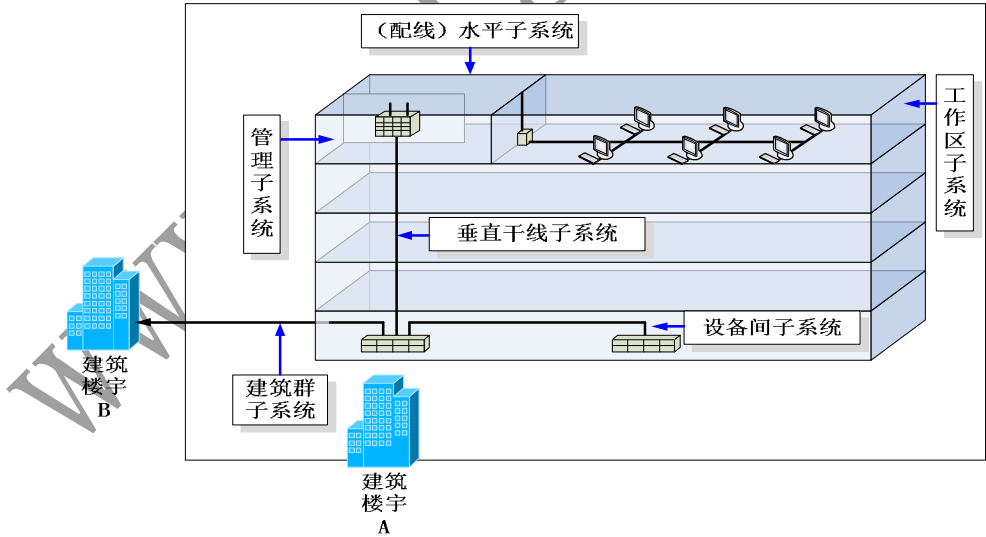 （配线）水平子系统
管理子系统
工作区子系统
垂直干线子系统
设备间子系统
建筑群
子系统
建筑
楼宇
B
建筑
楼宇
A